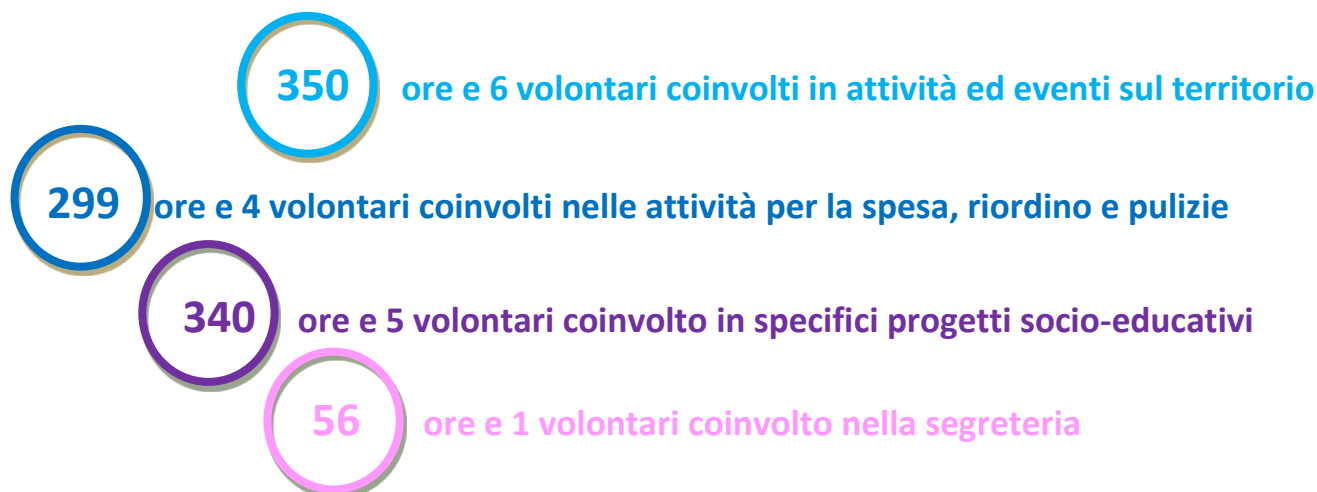 350 ore e 6 volontari coinvolti in attività ed eventi sul territorio
299 ore e 4 volontari coinvolti nelle attività per la spesa, riordino e pulizie
340 ore e 5 volontari coinvolto in specifici progetti socio-educativi
56 ore e 1 volontari coinvolto nella segreteria